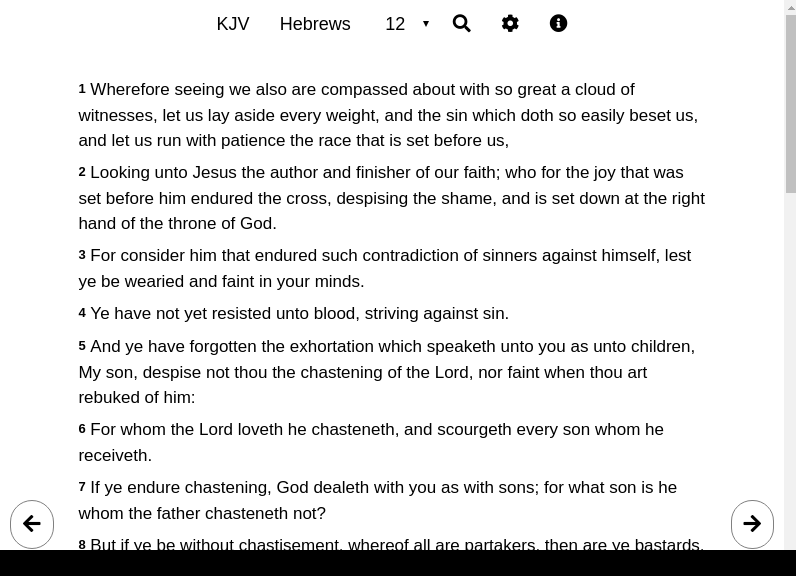 KJV Hebrews 12
1 Wherefore seeing we also are compassed about with so great a cloud of
witnesses, let us lay aside every weight, and the sin which doth so easily beset us,
and let us run with patience the race that is set before us,
2 Looking unto Jesus the author and finisher of our faith; who for the joy that was
set before him endured the cross, despising the shame, and is set down at the right
hand of the throne of God.
3 For consider him that endured such contradiction of sinners against himself, lest
ye be wearied and faint in your minds.
4 Ye have not yet resisted unto blood, striving against sin.
5 And ye have forgotten the exhortation which speaketh unto you as unto children,
My son, despise not thou the chastening of the Lord, nor faint when thou art
rebuked of him:
6 For whom the Lord loveth he chasteneth, and scourgeth every son whom he
receiveth.
7 If ye endure chastening, God dealeth with you as with sons; for what son is he
whom the father chasteneth not?
8 But if ye be without chastisement, whereof all are partakers, then are ye bastards,